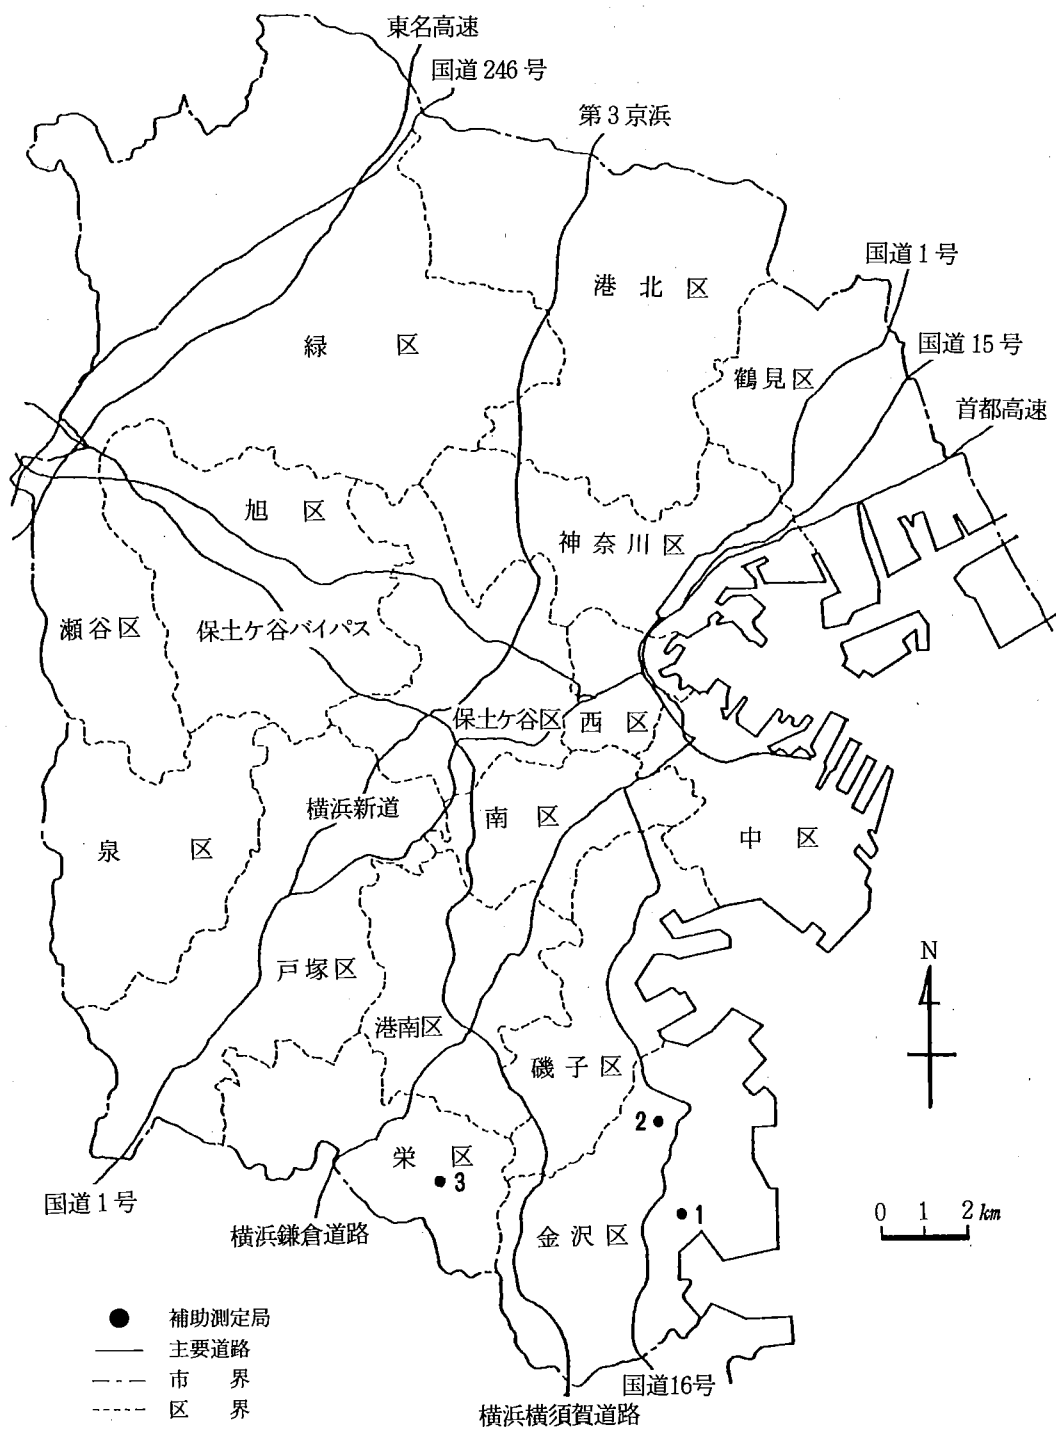 東名高速
国道 246 号
第 3 京浜
国道 1 号
港 北 区
緑 区
国道 15 号
鶴見区
首都高速
旭 区
神 奈 川 区
瀬谷区
保土ケ谷バイパス
保土ケ谷区
西 区
横浜新道
南 区
中 区
泉 区
N
戸塚区
港南区
磯子区
2
栄 区
3
1
国道 1 号
横浜鎌倉道路
金沢区
0 1 2 km
補助測定局
主要道路
市 界
区 界
国道16号
横浜横須賀道路